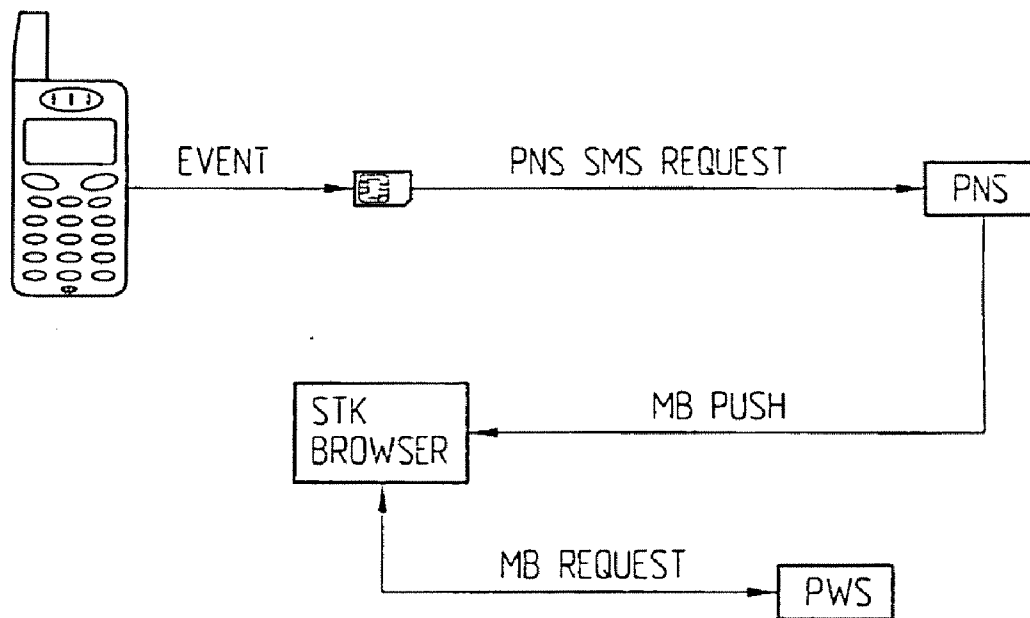 EVENT
PNS SMS REQUEST
PNS
MB PUSH
STK
BROWSER
MB REQUEST
PWS